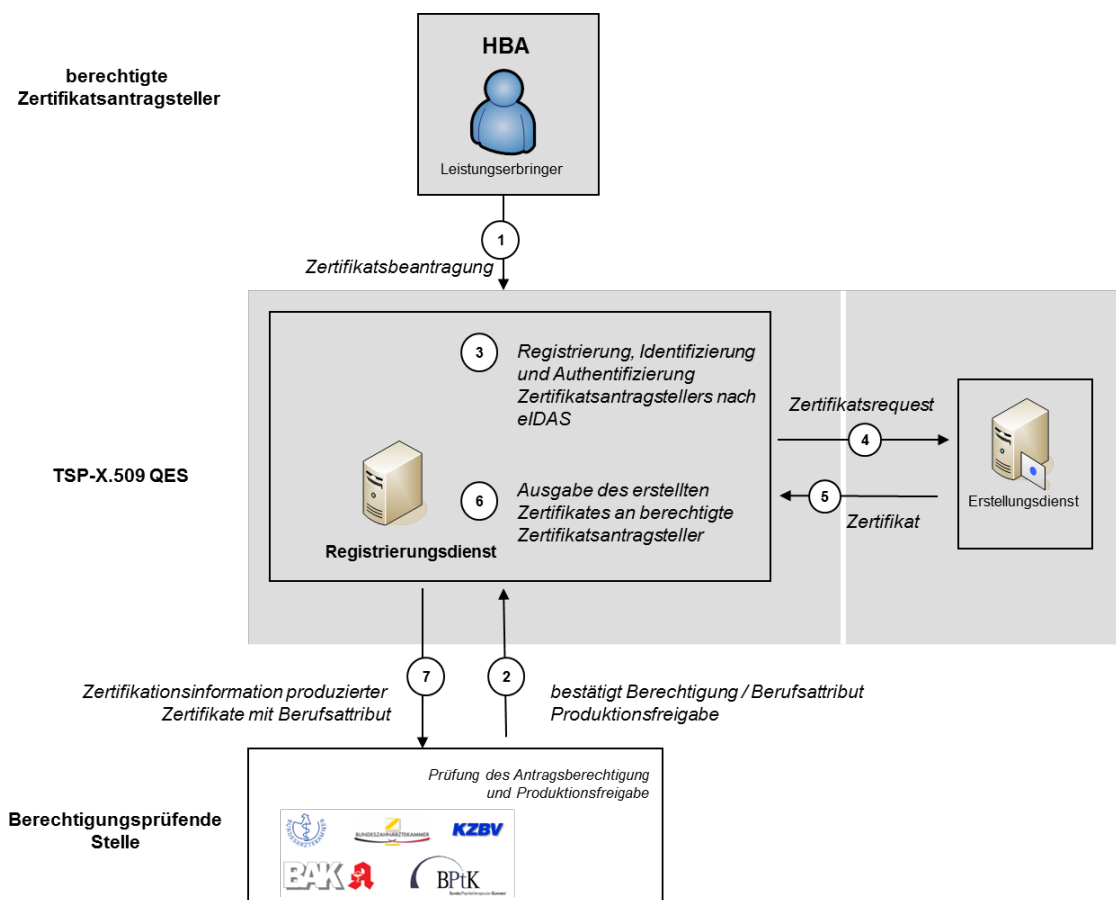 HBA
berechtigte
Zertifikatsantragsteller
Leistungserbringer
1
Zertifikatsbeantragung
3
Registrierung, Identifizierung
und Authentifizierung
Zertifikatsantragstellers nach
eIDAS
Zertifikatsrequest
4
TSP-X.509 QES
6
Ausgabe des erstellten
Zertifikates an berechtigte
Zertifikatsantragsteller
5
Zertifikat
Erstellungsdienst
Registrierungsdienst
7
Zertifikationsinformation produzierter
Zertifikate mit Berufsattribut
2
bestätigt Berechtigung / Berufsattribut
Produktionsfreigabe
Prüfung des Antragsberechtigung
und Produktionsfreigabe
Berechtigungsprüfende
Stelle
BUNDESÄRZTEKAMMER
BUNDESZAHNÄRZTEKAMMER
KZBV
BAK
BPtK
BundesPsychotherapeutenKammer